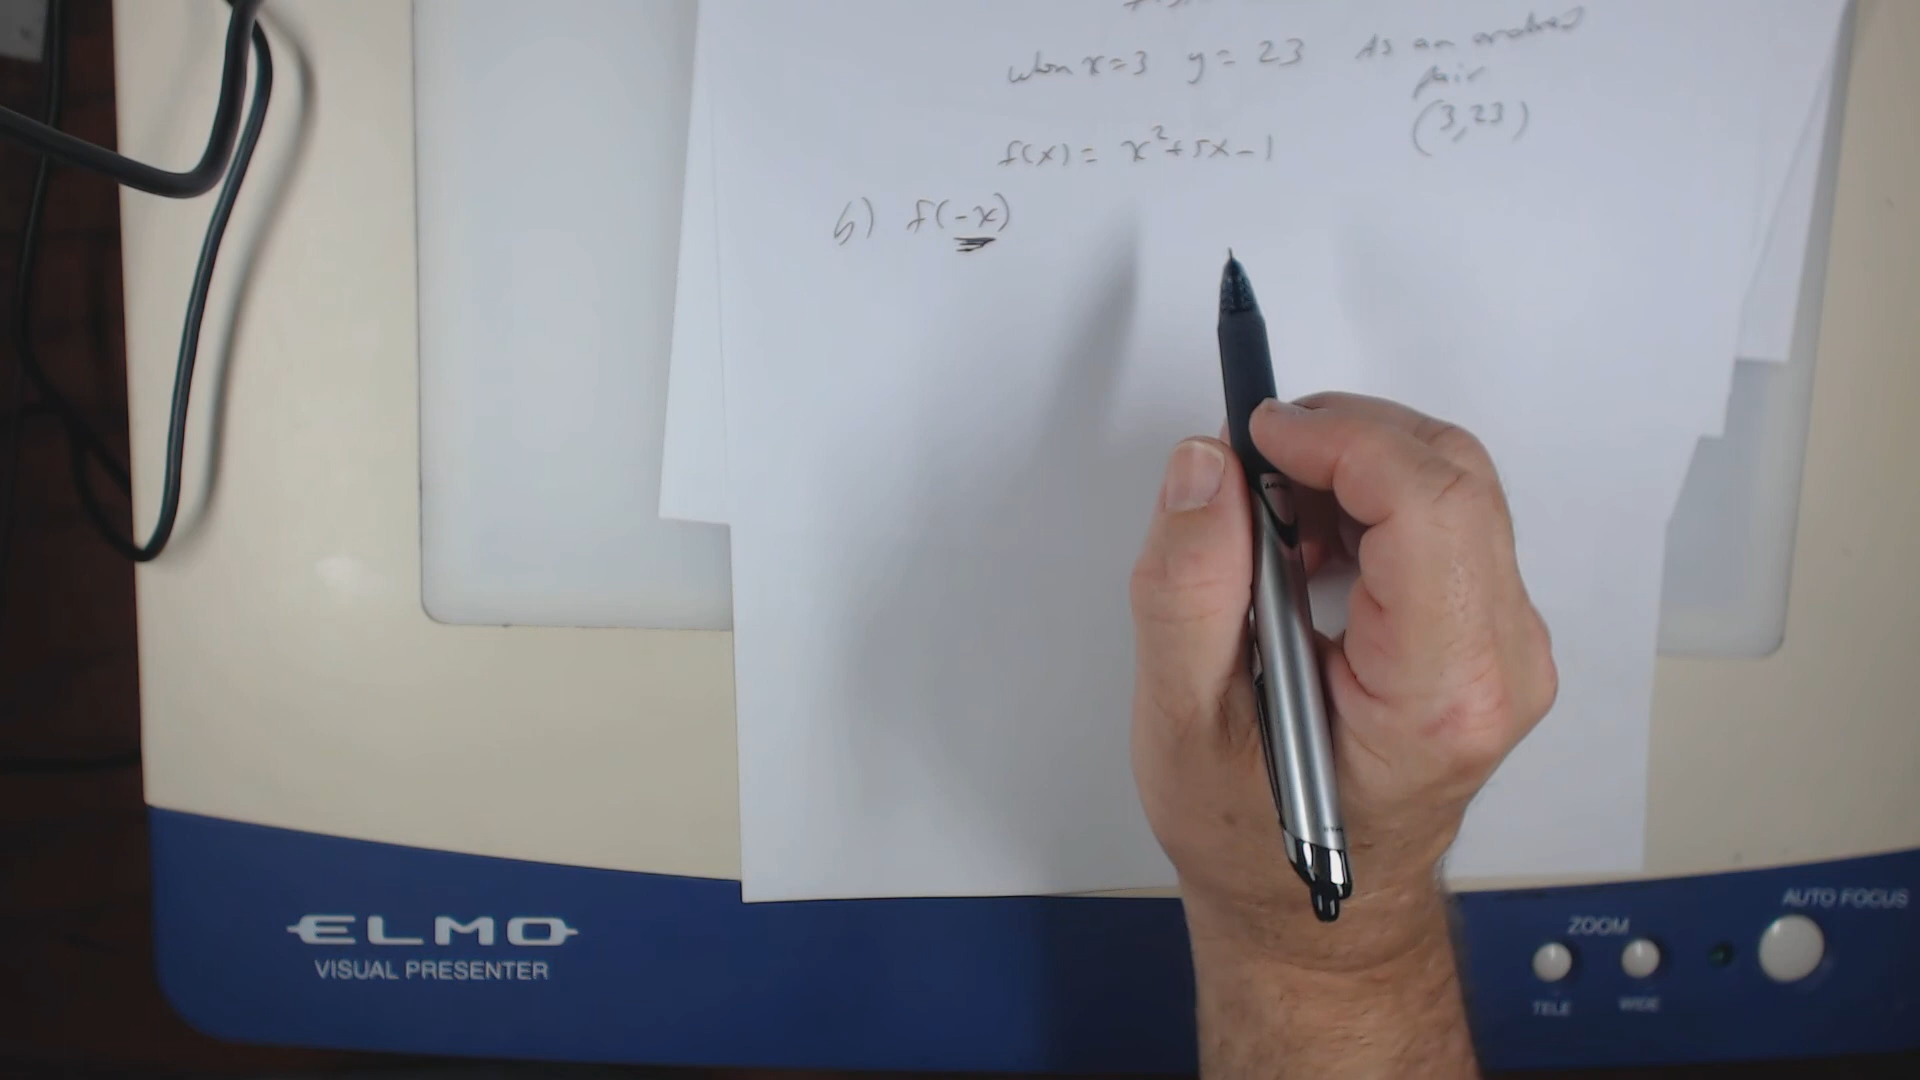 when x=3 y = 23 As an ordered
pair
(3,23)
f(x) = x²+5x-1
b) f(-x)
ELMO
VISUAL PRESENTER
ZOOM
TELE
WIDE
AUTO FOCUS